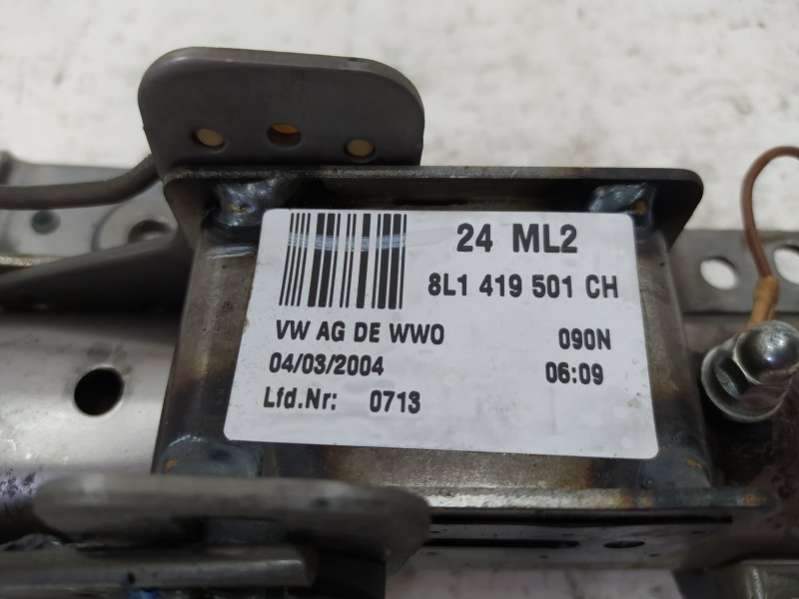 24 ML2
8L1 419 501 CH
VW AG DE WWO 090N
04/03/2004 06:09
Lfd.Nr: 0713